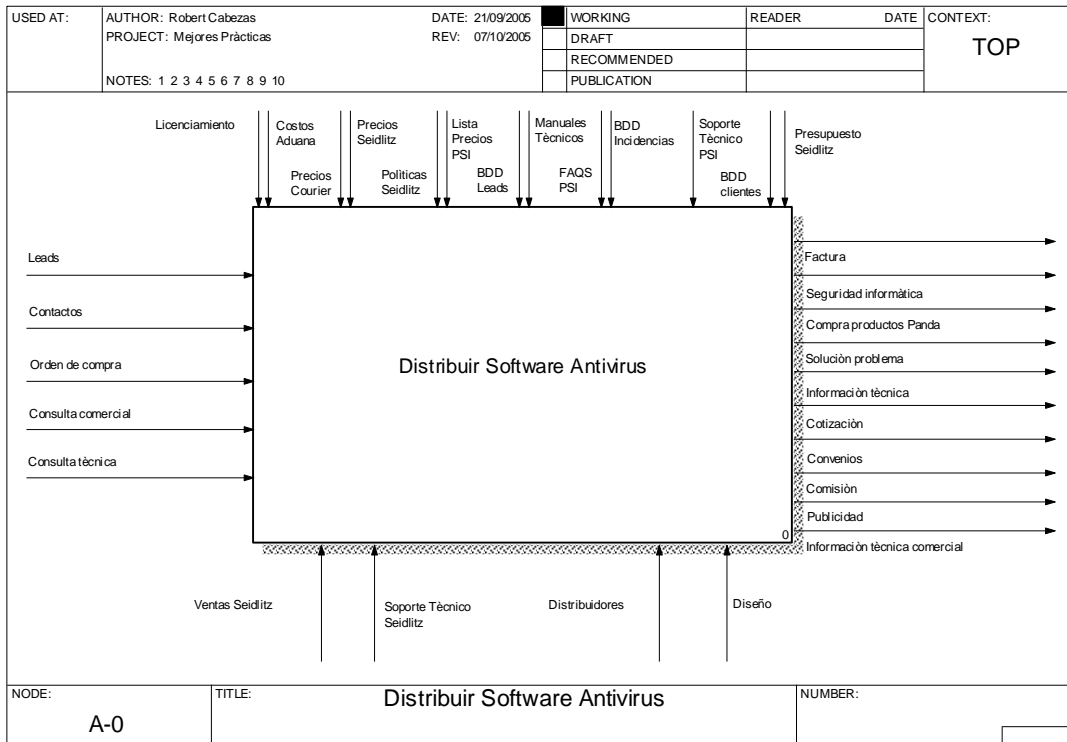 USED AT:
AUTHOR: Robert Cabezas
DATE: 21/09/2005
WORKING
READER
DATE
CONTEXT:
PROJECT: Mejores Pràcticas
REV: 07/10/2005
DRAFT
TOP
RECOMMENDED
NOTES: 1 2 3 4 5 6 7 8 9 10
PUBLICATION
Licenciamiento
Costos
Aduana
Precios
Courier
Precios
Seidlitz
Polìticas
Seidlitz
Lista
Precios
PSI
BDD
Leads
Manuales
Tècnicos
FAQS
PSI
BDD
Incidencias
Soporte
Tècnico
PSI
BDD
clientes
Presupuesto
Seidlitz
Leads
Contactos
Orden de compra
Consulta comercial
Consulta tècnica
Distribuir Software Antivirus
0
Factura
Seguridad informàtica
Compra productos Panda
Soluciòn problema
Informaciòn tècnica
Cotizaciòn
Convenios
Comisiòn
Publicidad
Informaciòn tècnica comercial
Ventas Seidlitz
Soporte Tècnico
Seidlitz
Distribuidores
Diseño
NODE:
A-0
TITLE:
Distribuir Software Antivirus
NUMBER: